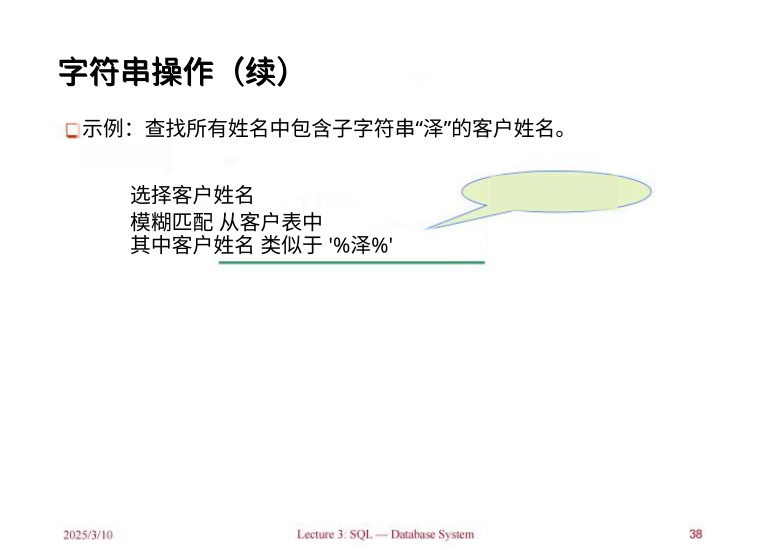 字符串操作（续）
示例：查找所有姓名中包含子字符串“泽”的客户姓名。
选择客户姓名
模糊匹配 从客户表中
其中客户姓名 类似于 '%泽%'
2025/3/10
Lecture 3: SQL — Database System
38